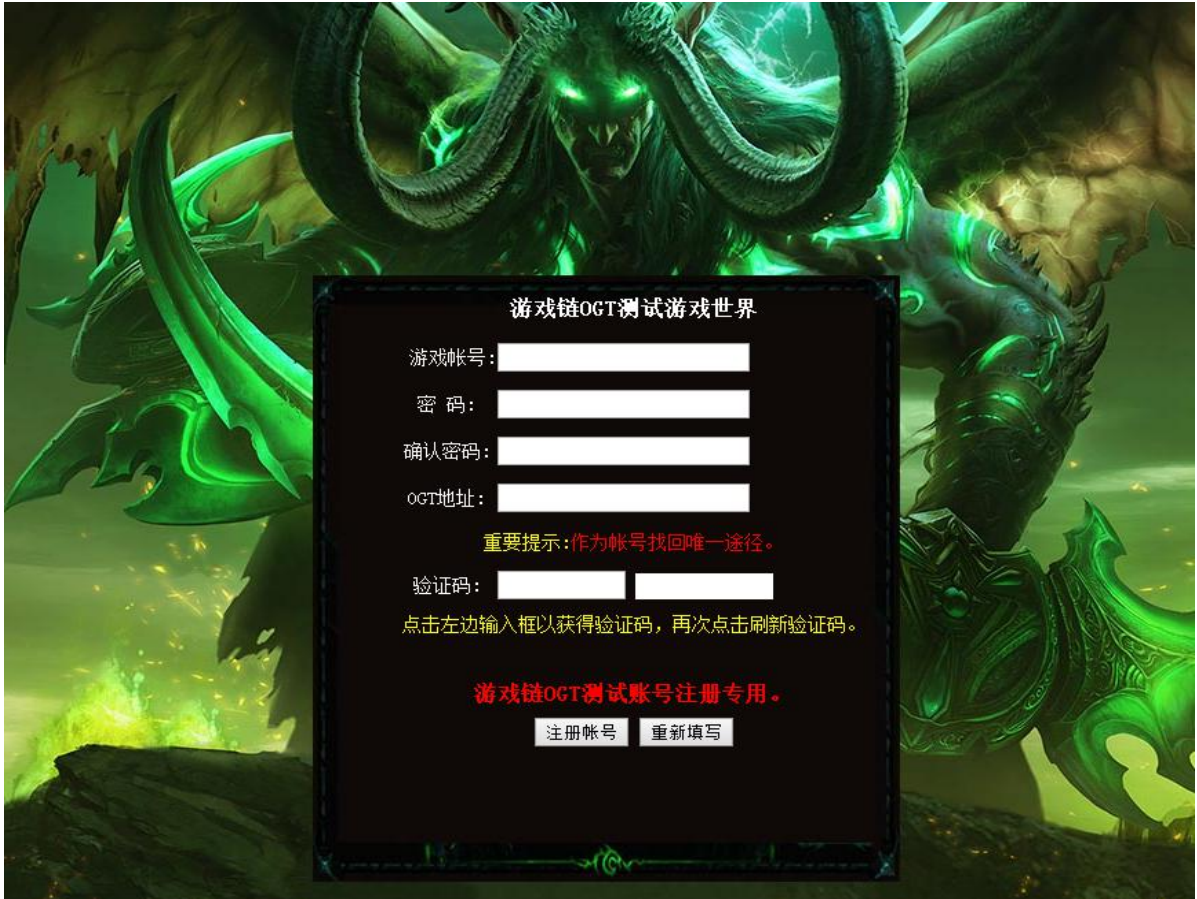 游戏链OGT测试游戏世界
游戏帐号:
密 码:
确认密码:
OGT地址:
重要提示:作为帐号找回唯一途径。
验证码:
点击左边输入框以获得验证码，再次点击刷新验证码。
游戏链OGT测试账号注册专用。
注册帐号 重新填写